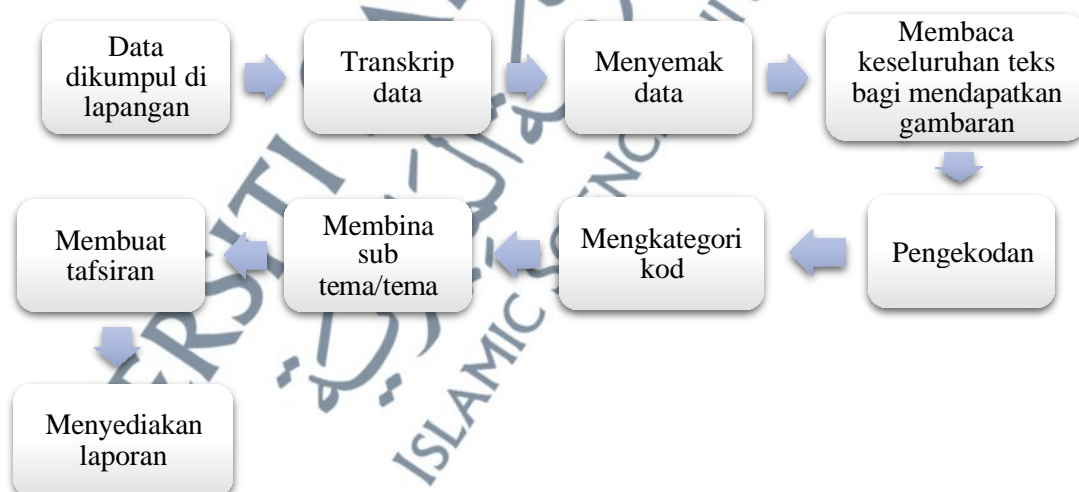 Data
dikumpul di
lapangan
Transkrip
data
Menyemak
data
Membaca
keseluruhan teks
bagi mendapatkan
gambaran
Pengekodan
Mengkategori
kod
Membina
sub
tema/tema
Membuat
tafsiran
Menyediakan
laporan
ISLAMIC